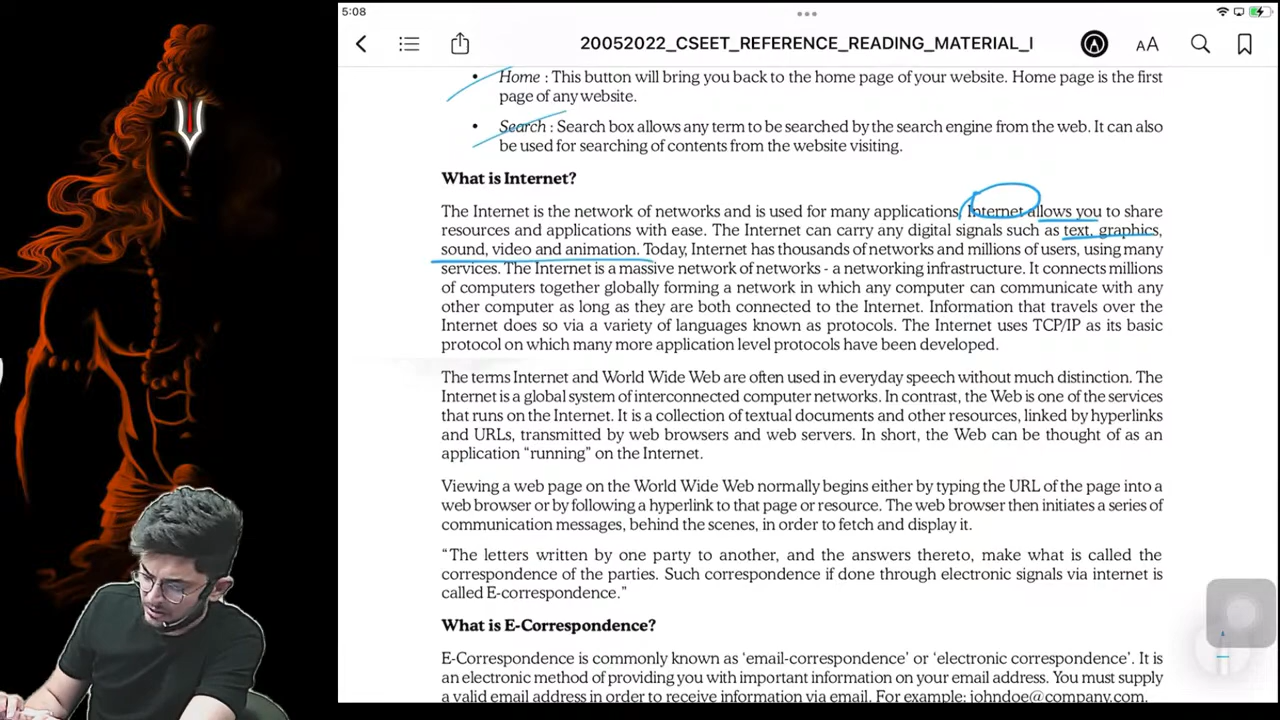 5:08
20052022_CSEET_REFERENCE_READING_MATERIAL_I
AA
• Home : This button will bring you back to the home page of your website. Home page is the first
page of any website.
• Search : Search box allows any term to be searched by the search engine from the web. It can also
be used for searching of contents from the website visiting.
What is Internet?
The Internet is the network of networks and is used for many applications, Internet allows you to share
resources and applications with ease. The Internet can carry any digital signals such as text, graphics,
sound, video and animation. Today, Internet has thousands of networks and millions of users, using many
services. The Internet is a massive network of networks - a networking infrastructure. It connects millions
of computers together globally forming a network in which any computer can communicate with any
other computer as long as they are both connected to the Internet. Information that travels over the
Internet does so via a variety of languages known as protocols. The Internet uses TCP/IP as its basic
protocol on which many more application level protocols have been developed.
The terms Internet and World Wide Web are often used in everyday speech without much distinction. The
Internet is a global system of interconnected computer networks. In contrast, the Web is one of the services
that runs on the Internet. It is a collection of textual documents and other resources, linked by hyperlinks
and URLs, transmitted by web browsers and web servers. In short, the Web can be thought of as an
application “running” on the Internet.
Viewing a web page on the World Wide Web normally begins either by typing the URL of the page into a
web browser or by following a hyperlink to that page or resource. The web browser then initiates a series of
communication messages, behind the scenes, in order to fetch and display it.
“The letters written by one party to another, and the answers thereto, make what is called the
correspondence of the parties. Such correspondence if done through electronic signals via internet is
called E-correspondence.”
What is E-Correspondence?
E-Correspondence is commonly known as ‘email-correspondence’ or ‘electronic correspondence’. It is
an electronic method of providing you with important information on your email address. You must supply
a valid email address in order to receive information via email. For example: johndoe@company.com.